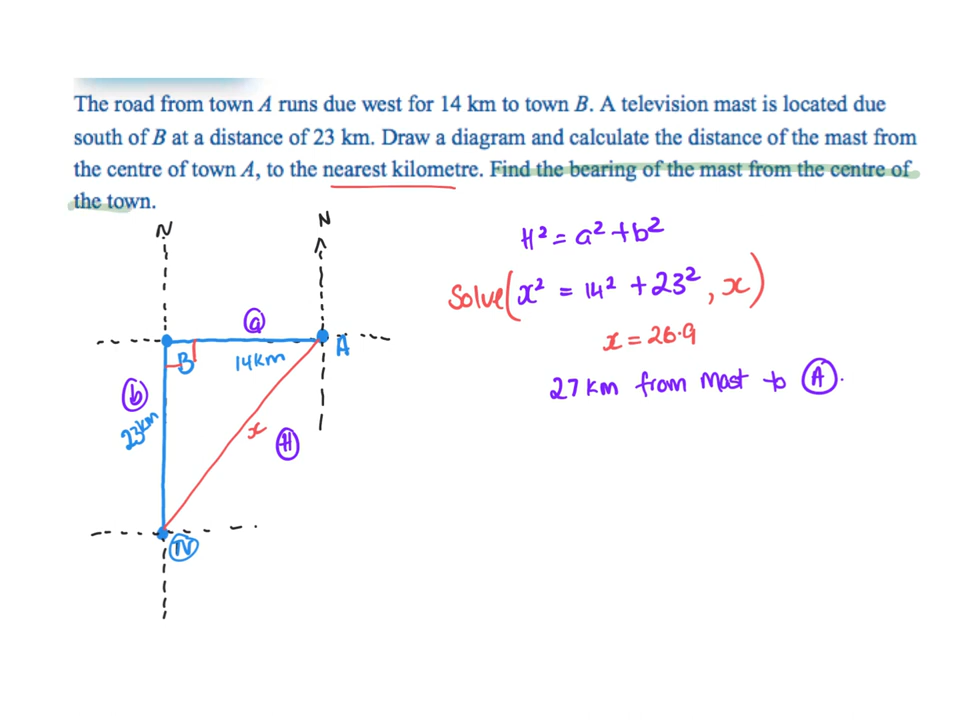 The road from town A runs due west for 14 km to town B. A television mast is located due
south of B at a distance of 23 km. Draw a diagram and calculate the distance of the mast from
the centre of town A, to the nearest kilometre. Find the bearing of the mast from the centre of
the town.
N
N
H² = a² + b²
Solve(x² = 14² + 23², x)
a
x = 26.9
B
14km
A
27 km from Mast to A.
b
23km
x
H
TV